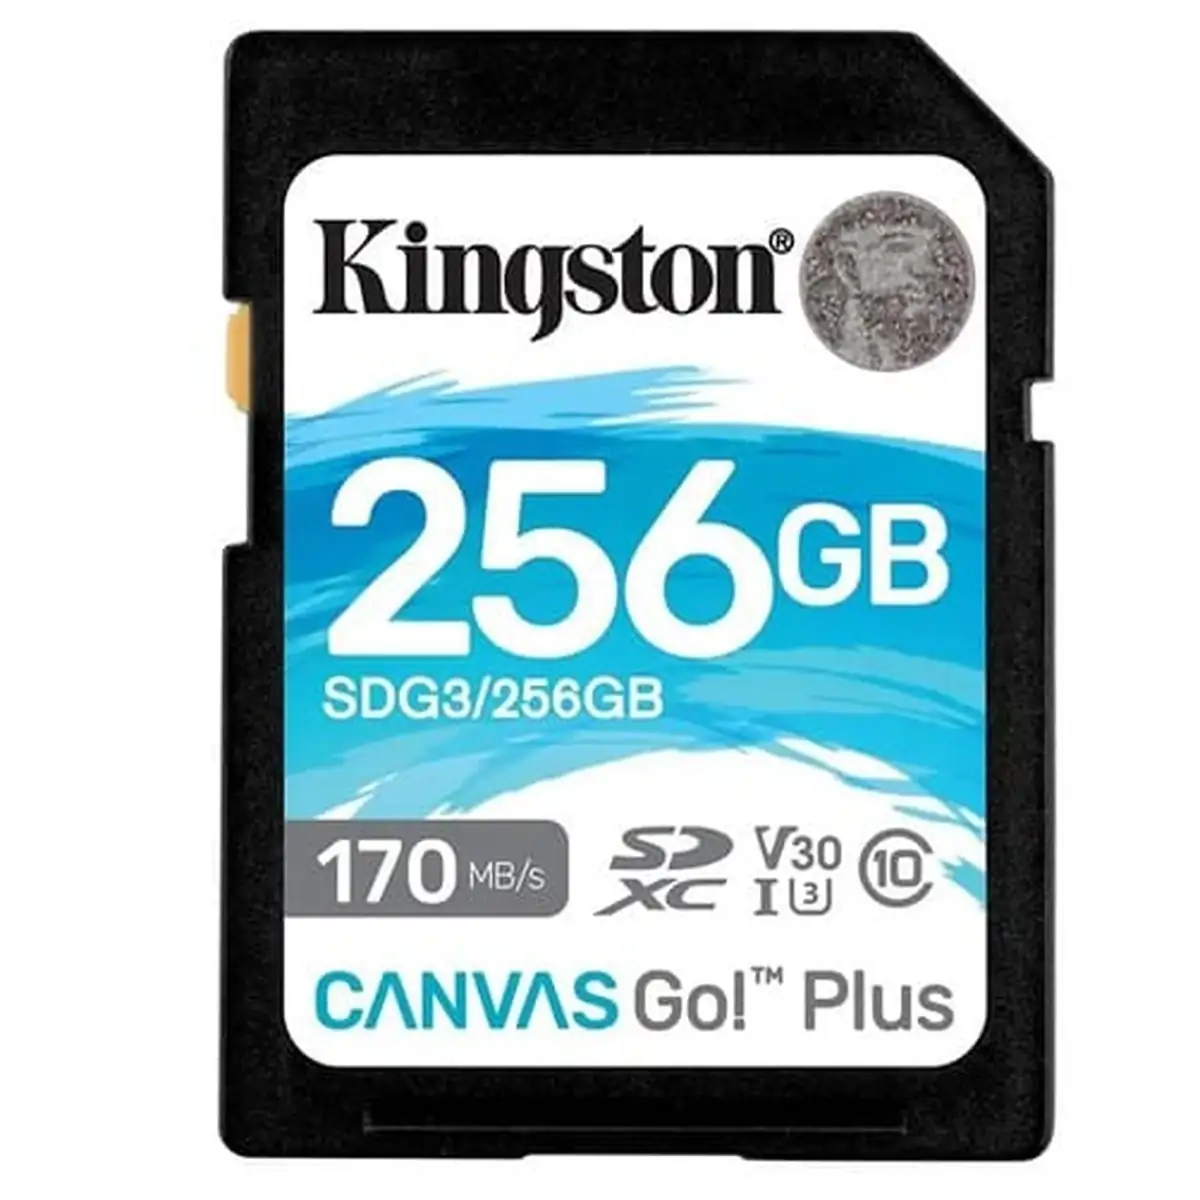 Kingston®
256GB
SDG3/256GB
170 MB/s
SD XC
V30
I U3
10
CANVAS Go!™ Plus